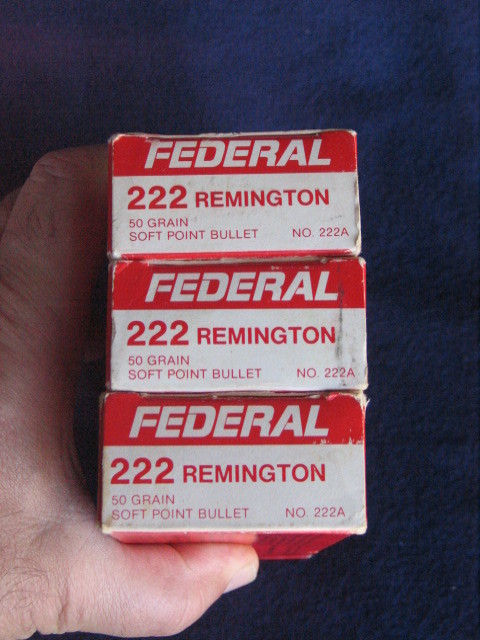 FEDERAL
222 REMINGTON
50 GRAIN
SOFT POINT BULLET NO. 222A
FEDERAL
222 REMINGTON
50 GRAIN
SOFT POINT BULLET NO. 222A
FEDERAL
222 REMINGTON
50 GRAIN
SOFT POINT BULLET NO. 222A